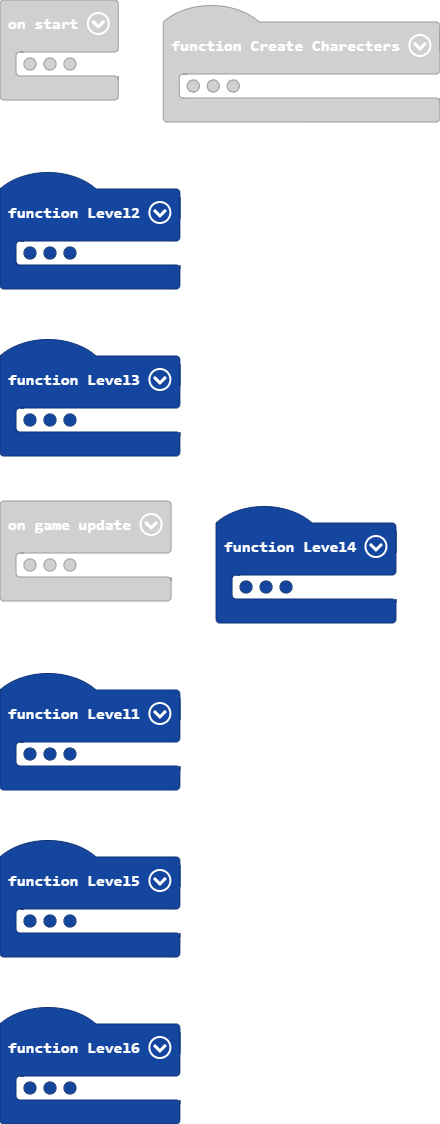 on start
function Create Charecters
function Level2
function Level3
on game update
function Level4
function Level1
function Level5
function Level6